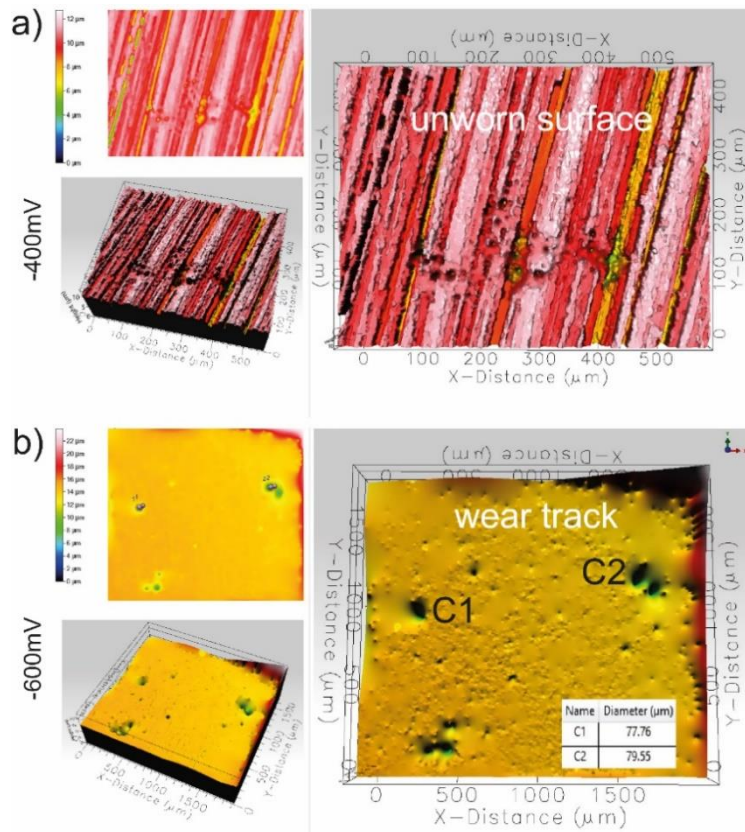 a)
12 µm
10 µm
8 µm
6 µm
4 µm
2 µm
0 µm
-400mV
0 100 200 300 400 500
X-Distance (µm)
Y-Distance (µm)
X-Distance (µm)
0 100 200 300 400 500
unworn surface
Y-Distance (µm)
400 300 200 100 0
Y-Distance (µm)
0 100 200 300 400 500
X-Distance (µm)
b)
22 µm
20 µm
18 µm
16 µm
14 µm
12 µm
10 µm
8 µm
6 µm
4 µm
2 µm
0 µm
-600mV
0 500 1000 1500
X-Distance (µm)
Y-Distance (µm)
X-Distance (µm)
wear track
C1
C2
Y-Distance (µm)
1500 1000 500
Y-Distance (µm)
Name Diameter (µm)
C1 77.76
C2 79.55
0 500 1000 1500
X-Distance (µm)